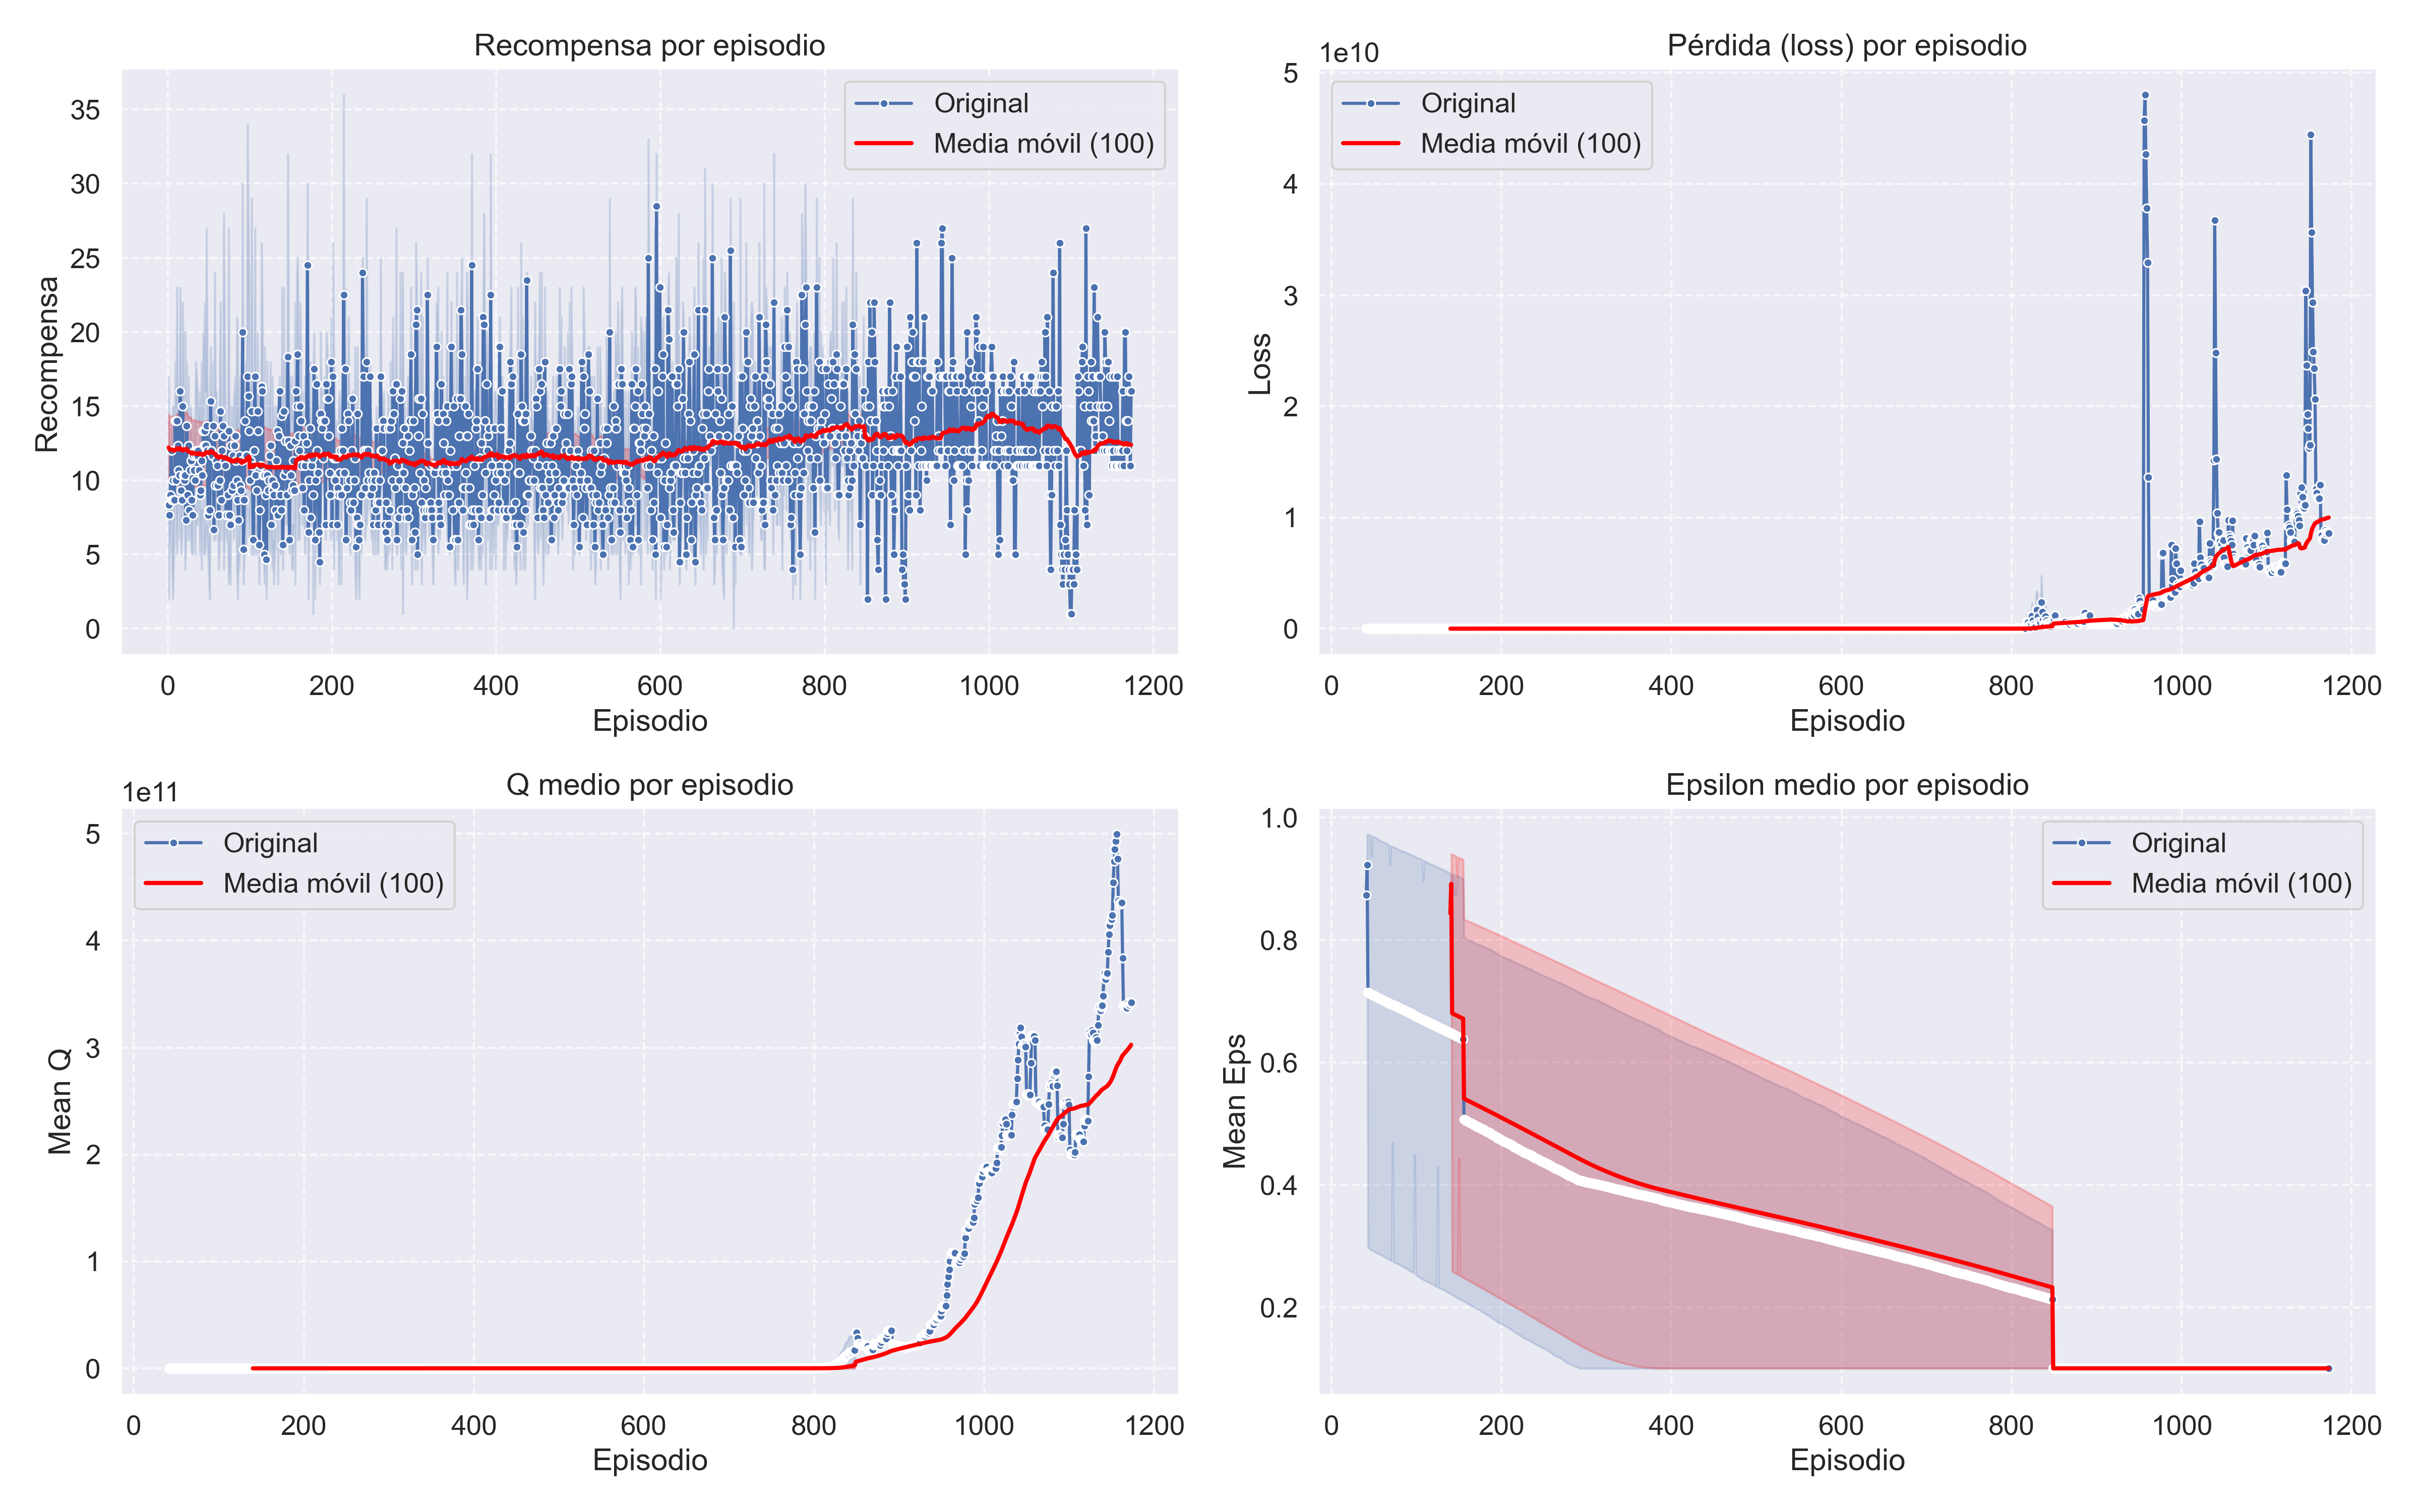 Recompensa por episodio
Original
Media móvil (100)
35
30
25
20
15
10
5
0
Recompensa
0 200 400 600 800 1000 1200
Episodio
Pérdida (loss) por episodio
1e10
Original
Media móvil (100)
5
4
3
2
1
0
Loss
0 200 400 600 800 1000 1200
Episodio
Q medio por episodio
1e11
Original
Media móvil (100)
5
4
3
2
1
0
Mean Q
0 200 400 600 800 1000 1200
Episodio
Epsilon medio por episodio
Original
Media móvil (100)
1.0
0.8
0.6
0.4
0.2
Mean Eps
0 200 400 600 800 1000 1200
Episodio